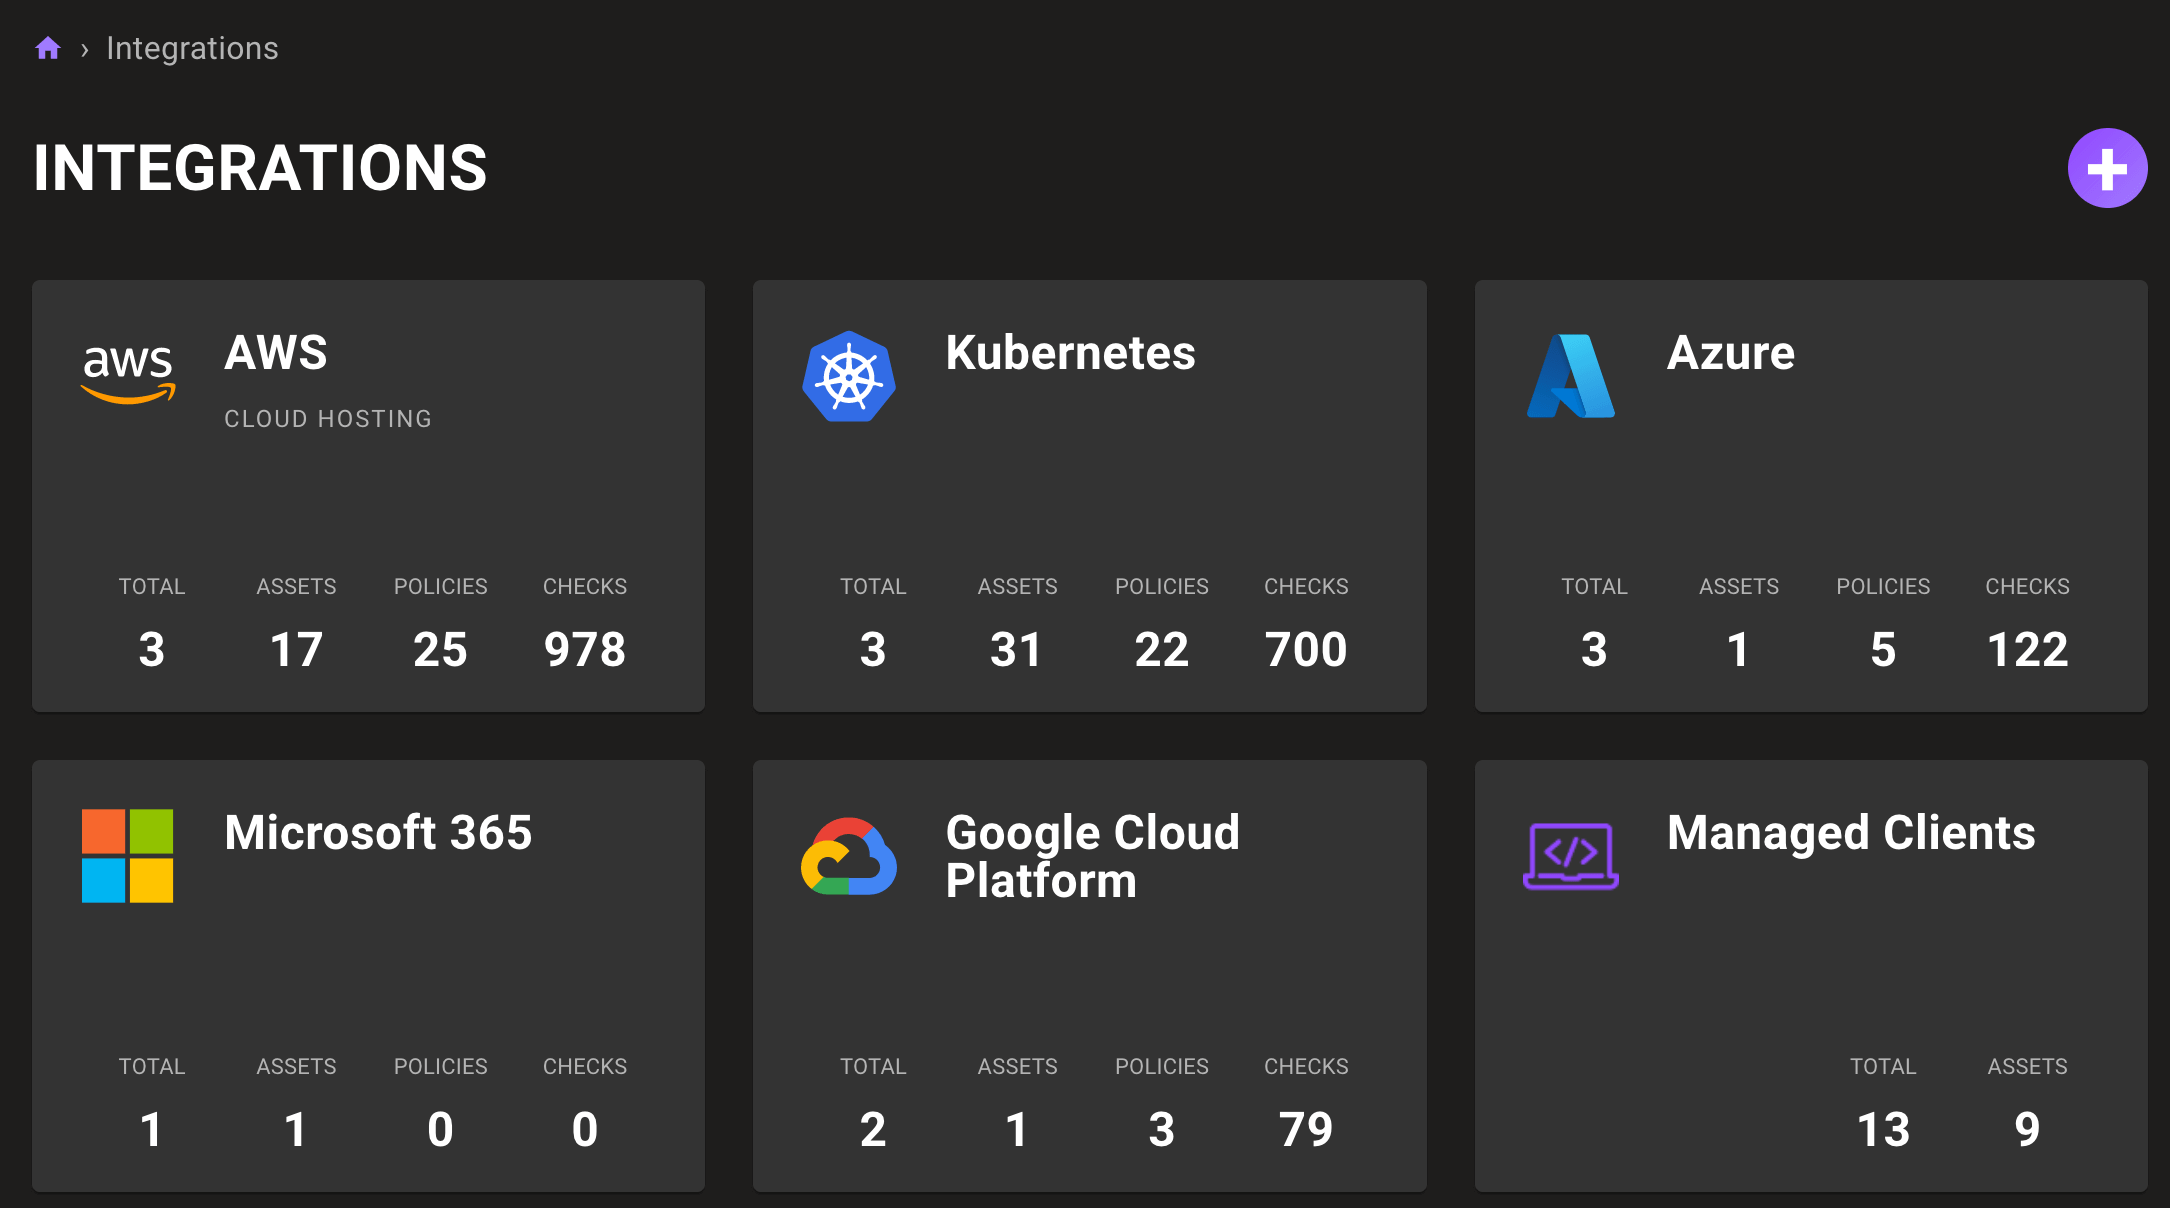 › Integrations
INTEGRATIONS
aws
AWS
CLOUD HOSTING
TOTAL ASSETS POLICIES CHECKS
3 17 25 978
Kubernetes
TOTAL ASSETS POLICIES CHECKS
3 31 22 700
Azure
TOTAL ASSETS POLICIES CHECKS
3 1 5 122
Microsoft 365
TOTAL ASSETS POLICIES CHECKS
1 1 0 0
Google Cloud
Platform
TOTAL ASSETS POLICIES CHECKS
2 1 3 79
</>
Managed Clients
TOTAL ASSETS
13 9